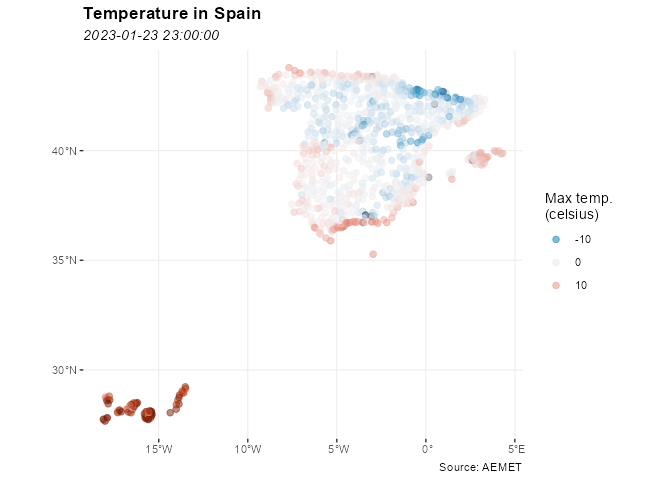 Temperature in Spain
2023-01-23 23:00:00
40°N
35°N
30°N
15°W
10°W
5°W
0°
5°E
Max temp.
(celsius)
-10
0
10
Source: AEMET